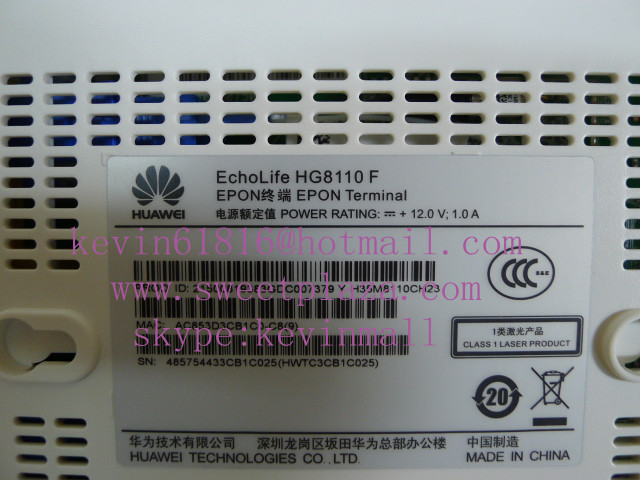 EchoLife HG8110 F
EPON终端 EPON Terminal
HUAWEI
电源额定值 POWER RATING: ⎓ + 12.0 V; 1.0 A
kevin61816@hotmail.com
www.sweetplaza.com
H39M8110CH23
CCC
S&E
skype:kevinmall
1类激光产品
CLASS 1 LASER PRODUCT
SN: 485754433CB1C025(HWTC3CB1C025)
20
华为技术有限公司 深圳龙岗区坂田华为总部办公楼 中国制造
HUAWEI TECHNOLOGIES CO.,LTD. MADE IN CHINA